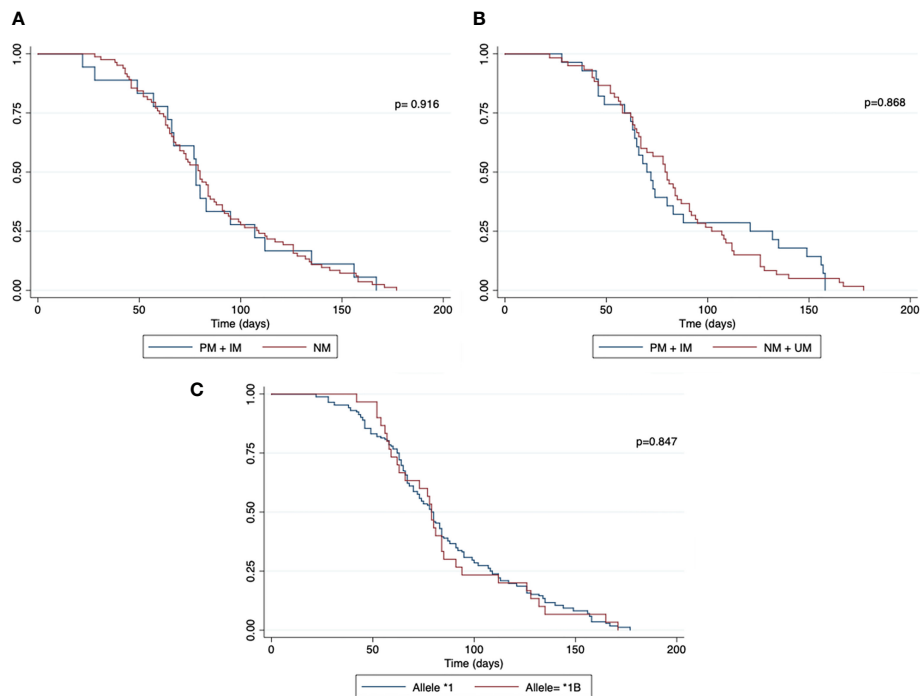 A
1.00
0.75
0.50
0.25
0.00
p= 0.916
0 50 100 150 200
Time (days)
PM + IM NM
B
1.00
0.75
0.50
0.25
0.00
p=0.868
0 50 100 150 200
Tme (days)
PM + IM NM + UM
C
1.00
0.75
0.50
0.25
0.00
p=0.847
0 50 100 150 200
Time (days)
Allele *1 Allele= *1B